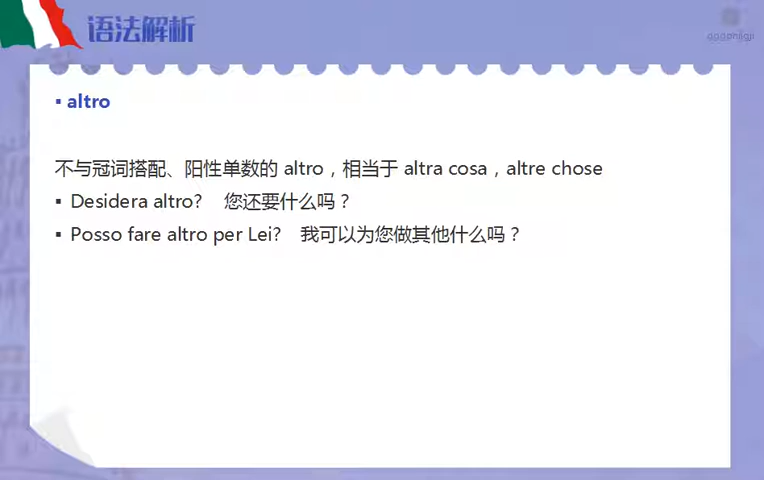 语法解析
▪ altro
不与冠词搭配、阳性单数的 altro，相当于 altra cosa，altre chose
▪ Desidera altro? 您还要什么吗？
▪ Posso fare altro per Lei? 我可以为您做其他什么吗？